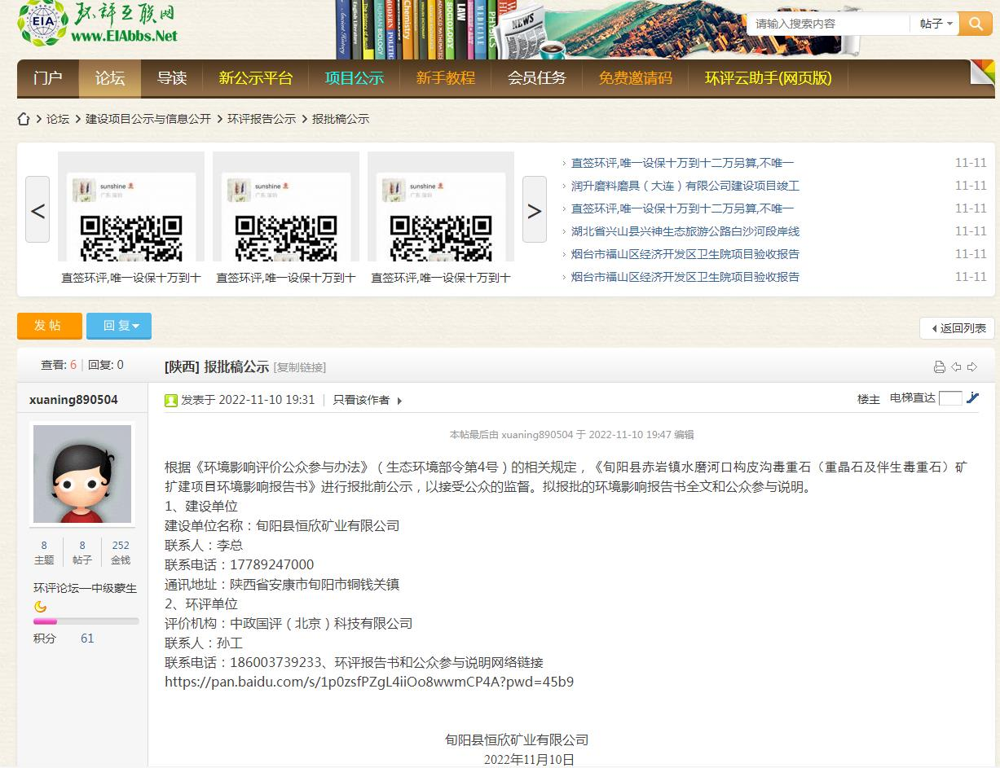 EIA
环评互联网
www.EIAbbs.Net
NEWS
请输入搜索内容
帖子
门户 论坛 导读 新公示平台 项目公示 新手教程 会员任务 免费邀请码 环评云助手(网页版)
论坛 建设项目公示与信息公开 环评报告公示 报批稿公示
sunshine
sunshine
sunshine
直签环评,唯一设保十万到十
直签环评,唯一设保十万到十
直签环评,唯一设保十万到十
直签环评,唯一设保十万到十二万另算,不唯一 11-11
润升磨料磨具（大连）有限公司建设项目竣工 11-11
直签环评,唯一设保十万到十二万另算,不唯一 11-11
湖北省兴山县兴神生态旅游公路白沙河段岸线 11-11
烟台市福山区经济开发区卫生院项目验收报告 11-11
烟台市福山区经济开发区卫生院项目验收报告 11-11
发帖 回复 返回列表
查看: 6 | 回复: 0
[陕西] 报批稿公示 [复制链接]
xuaning890504
发表于 2022-11-10 19:31 | 只看该作者
楼主 电梯直达
8 8 252
主题 帖子 金钱
环评论坛—中级蒙生
积分 61
本帖最后由 xuaning890504 于 2022-11-10 19:47 编辑
根据《环境影响评价公众参与办法》（生态环境部令第4号）的相关规定，《旬阳县赤岩镇水磨河口构皮沟毒重石（重晶石及伴生毒重石）矿
扩建项目环境影响报告书》进行报批前公示，以接受公众的监督。拟报批的环境影响报告书全文和公众参与说明。
1、建设单位
建设单位名称：旬阳县恒欣矿业有限公司
联系人：李总
联系电话：17789247000
通讯地址：陕西省安康市旬阳市铜钱关镇
2、环评单位
评价机构：中政国评（北京）科技有限公司
联系人：孙工
联系电话：186003739233、环评报告书和公众参与说明网络链接
https://pan.baidu.com/s/1p0zsfPZgL4iiOo8wwmCP4A?pwd=45b9
旬阳县恒欣矿业有限公司
2022年11月10日